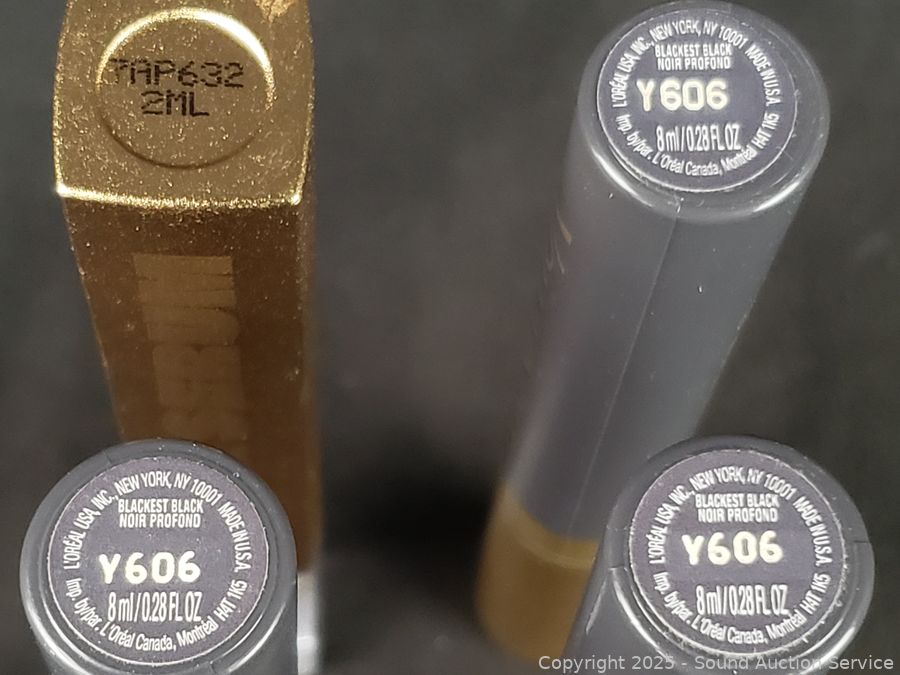 7AP632
2ML
L'ORÉAL USA, INC., NEW YORK, NY 10001 MADE IN U.S.A.
BLACKEST BLACK
NOIR PROFOND
Y606
8 ml/0.28 FL OZ
Imp. by/par. L'Oréal Canada, Montréal H4T 1K5
L'ORÉAL USA, INC., NEW YORK, NY 10001 MADE IN U.S.A.
BLACKEST BLACK
NOIR PROFOND
Y606
8 ml/0.28 FL OZ
Imp. by/par. L'Oréal Canada, Montréal H4T 1K5
L'ORÉAL USA, INC., NEW YORK, NY 10001 MADE IN U.S.A.
BLACKEST BLACK
NOIR PROFOND
Y606
8 ml/0.28 FL OZ
Imp. by/par. L'Oréal Canada, Montréal H4T 1K5
Copyright 2025 - Sound Auction Service